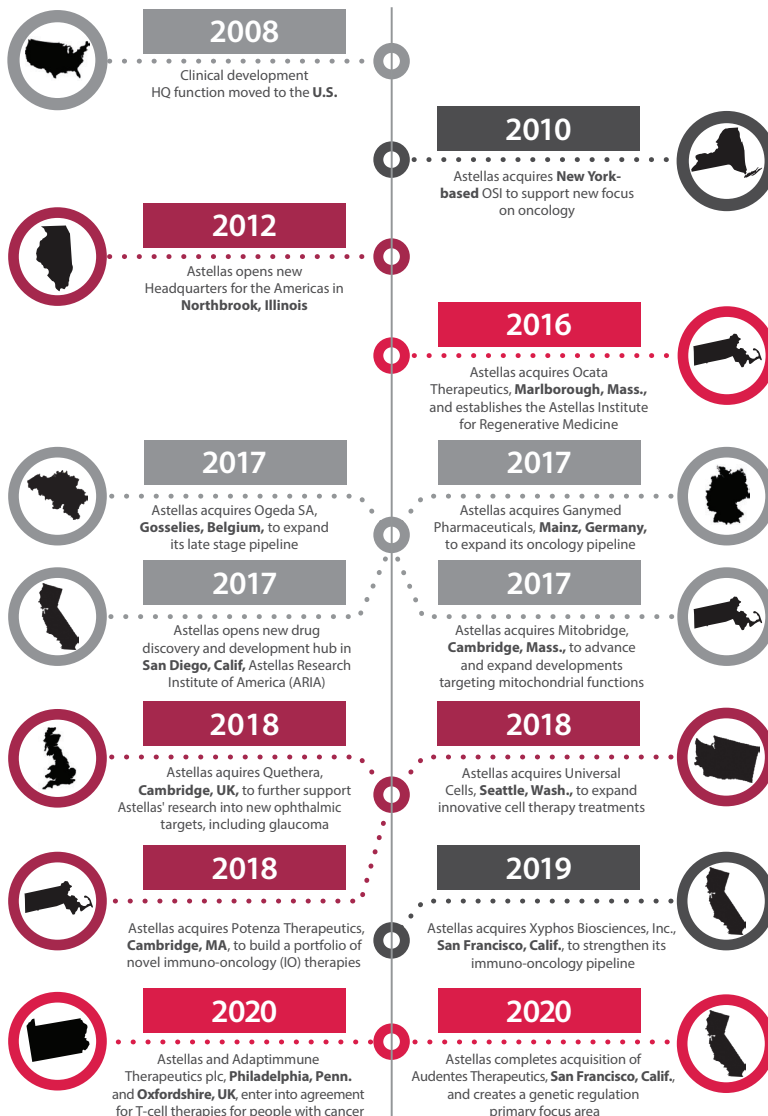 2008
Clinical development
HQ function moved to the U.S.
2010
Astellas acquires New York-
based OSI to support new focus
on oncology
2012
Astellas opens new
Headquarters for the Americas in
Northbrook, Illinois
2016
Astellas acquires Ocata
Therapeutics, Marlborough, Mass.,
and establishes the Astellas Institute
for Regenerative Medicine
2017
Astellas acquires Ogeda SA,
Gosselies, Belgium, to expand
its late stage pipeline
2017
Astellas acquires Ganymed
Pharmaceuticals, Mainz, Germany,
to expand its oncology pipeline
2017
Astellas opens new drug
discovery and development hub in
San Diego, Calif, Astellas Research
Institute of America (ARIA)
2017
Astellas acquires Mitobridge,
Cambridge, Mass., to advance
and expand developments
targeting mitochondrial functions
2018
Astellas aquires Quethera,
Cambridge, UK, to further support
Astellas' research into new ophthalmic
targets, including glaucoma
2018
Astellas acquires Universal
Cells, Seattle, Wash., to expand
innovative cell therapy treatments
2018
Astellas acquires Potenza Therapeutics,
Cambridge, MA, to build a portfolio of
novel immuno-oncology (IO) therapies
2019
Astellas acquires Xyphos Biosciences, Inc.,
San Francisco, Calif., to strengthen its
immuno-oncology pipeline
2020
Astellas and Adaptimmune
Therapeutics plc, Philadelphia, Penn.
and Oxfordshire, UK, enter into agreement
for T-cell therapies for people with cancer
2020
Astellas completes acquisition of
Audentes Therapeutics, San Francisco, Calif.,
and creates a genetic regulation
primary focus area